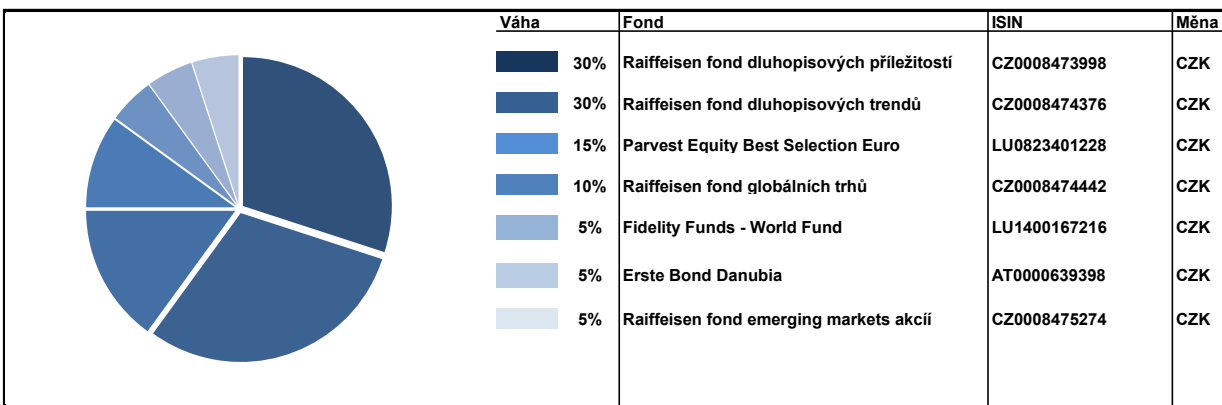 Váha Fond ISIN Měna
30% Raiffeisen fond dluhopisových příležitostí CZ0008473998 CZK
30% Raiffeisen fond dluhopisových trendů CZ0008474376 CZK
15% Parvest Equity Best Selection Euro LU0823401228 CZK
10% Raiffeisen fond globálních trhů CZ0008474442 CZK
5% Fidelity Funds - World Fund LU1400167216 CZK
5% Erste Bond Danubia AT0000639398 CZK
5% Raiffeisen fond emerging markets akcíí CZ0008475274 CZK